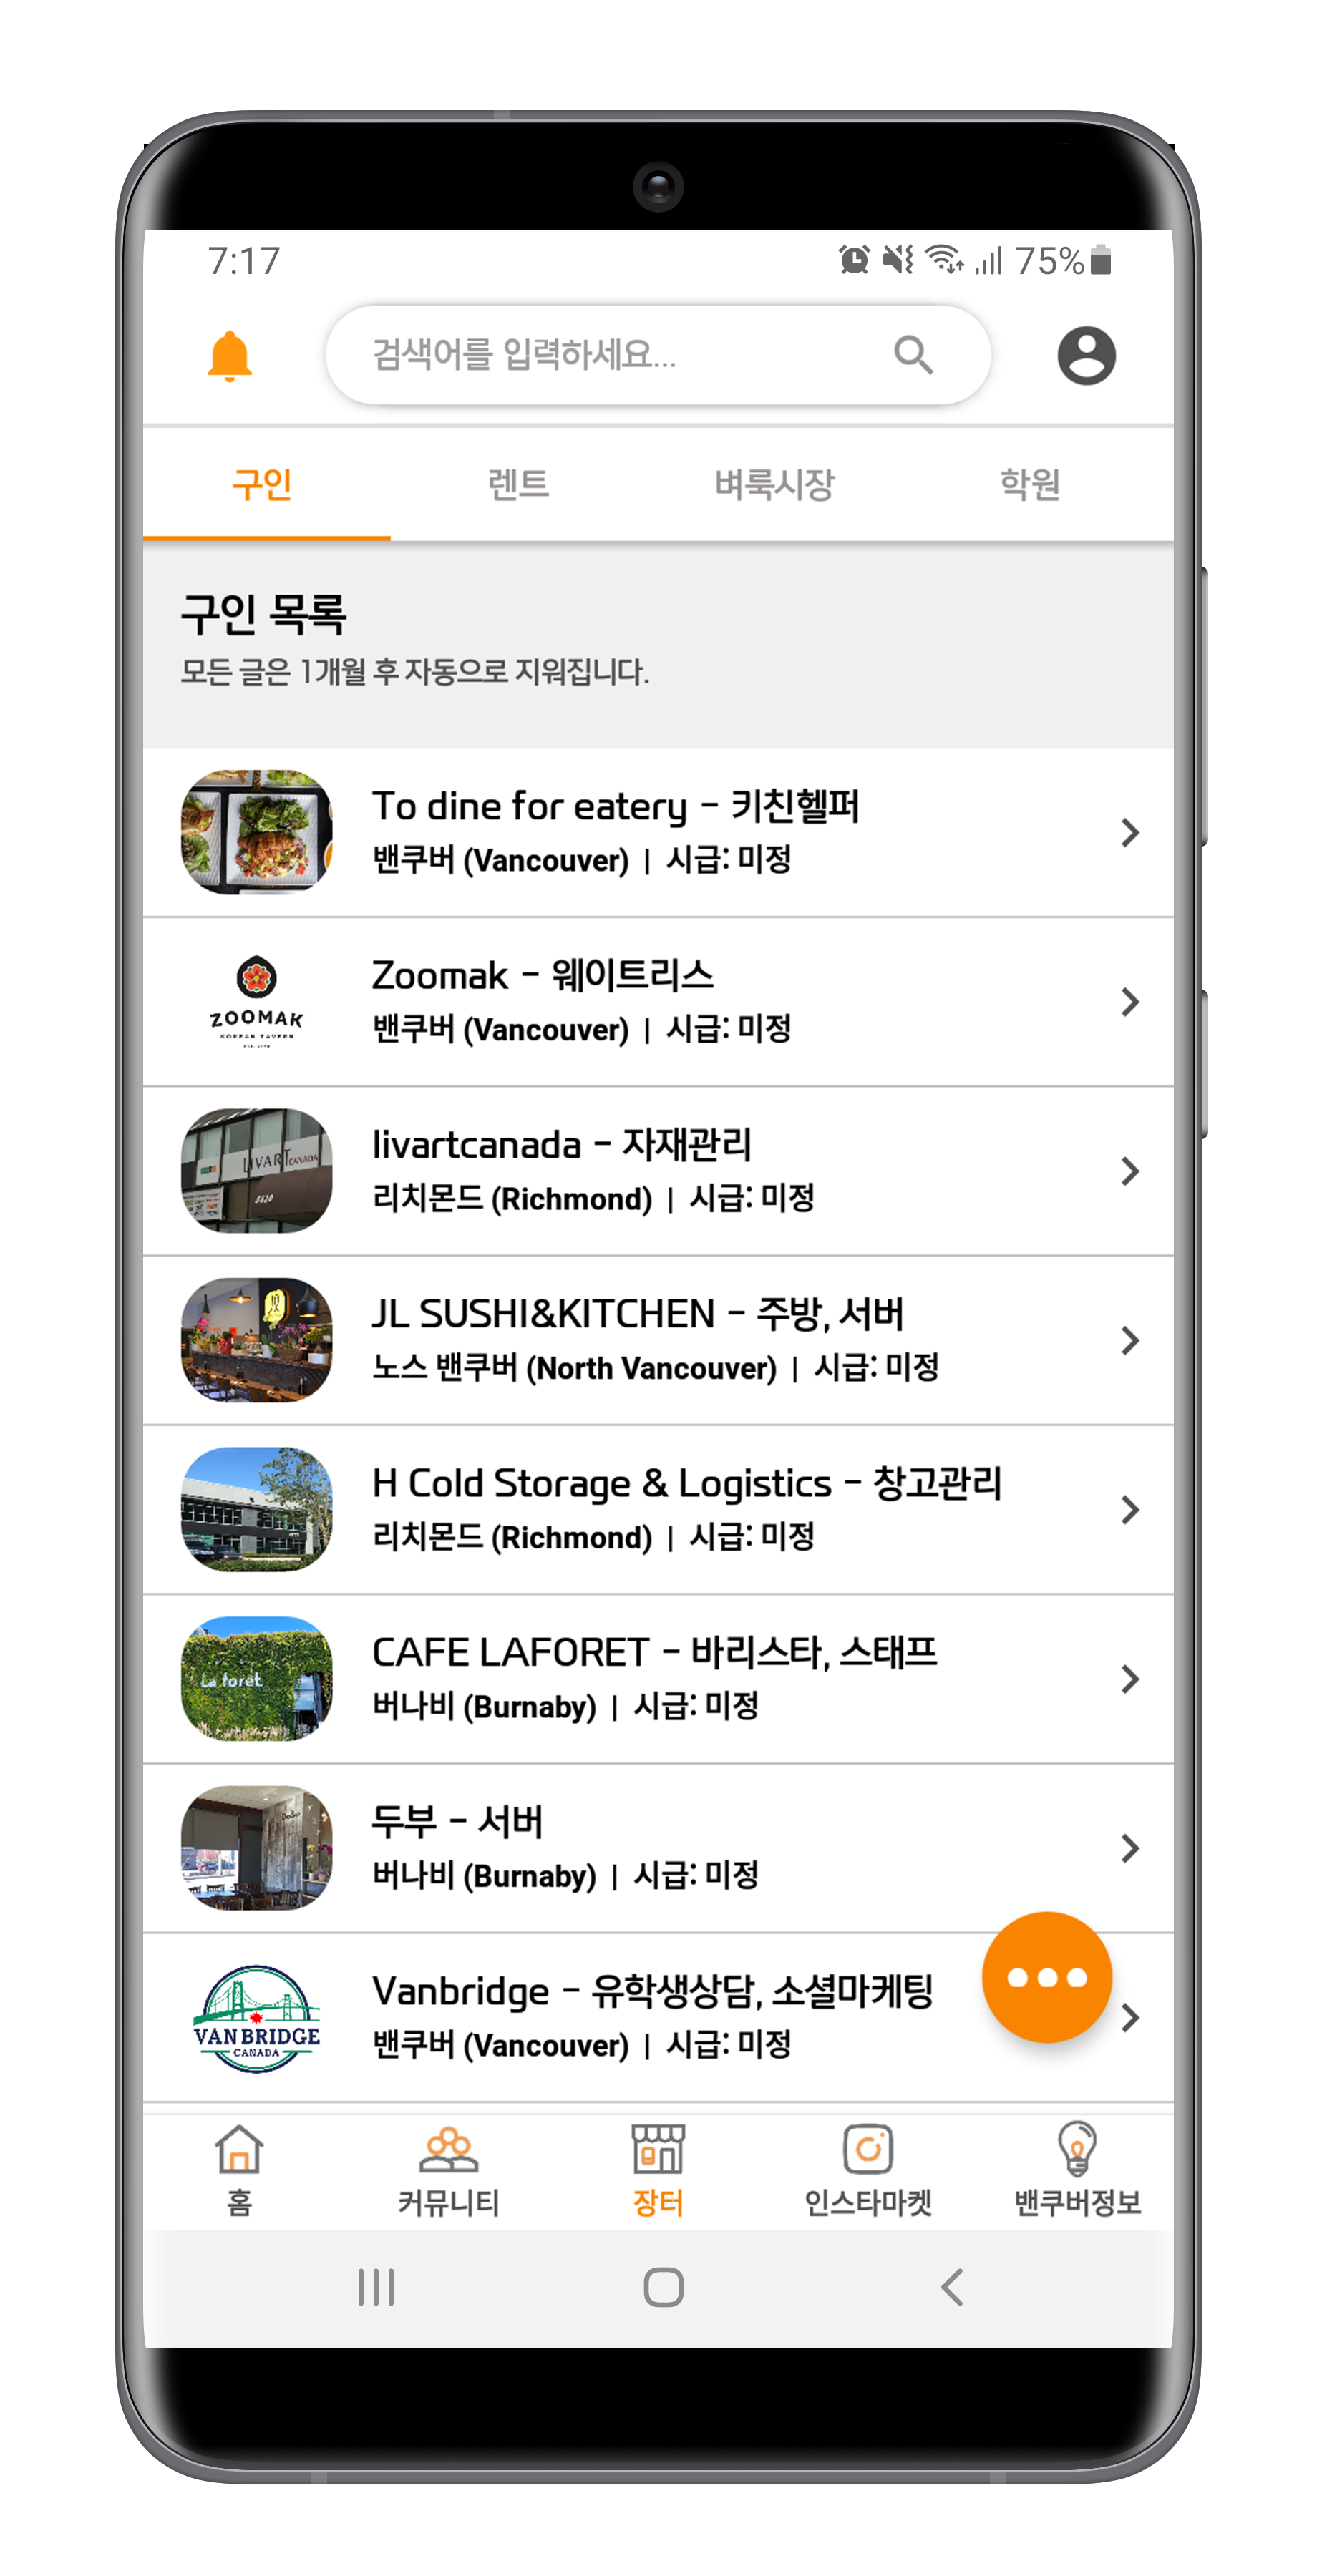 7:17 75%
검색어를 입력하세요...
구인 렌트 벼룩시장 학원
구인 목록
모든 글은 1개월 후 자동으로 지워집니다.
To dine for eatery - 키친헬퍼
밴쿠버 (Vancouver) | 시급: 미정
ZOOMAK
KOREAN TAVERN
Zoomak - 웨이트리스
밴쿠버 (Vancouver) | 시급: 미정
LIVART CANADA
5620
livartcanada - 자재관리
리치몬드 (Richmond) | 시급: 미정
JL SUSHI&KITCHEN - 주방, 서버
노스 밴쿠버 (North Vancouver) | 시급: 미정
H Cold Storage & Logistics - 창고관리
리치몬드 (Richmond) | 시급: 미정
La foret
CAFE LAFORET - 바리스타, 스태프
버나비 (Burnaby) | 시급: 미정
두부 - 서버
버나비 (Burnaby) | 시급: 미정
VANBRIDGE
CANADA
Vanbridge - 유학생상담, 소셜마케팅
밴쿠버 (Vancouver) | 시급: 미정
홈 커뮤니티 장터 인스타마켓 밴쿠버정보